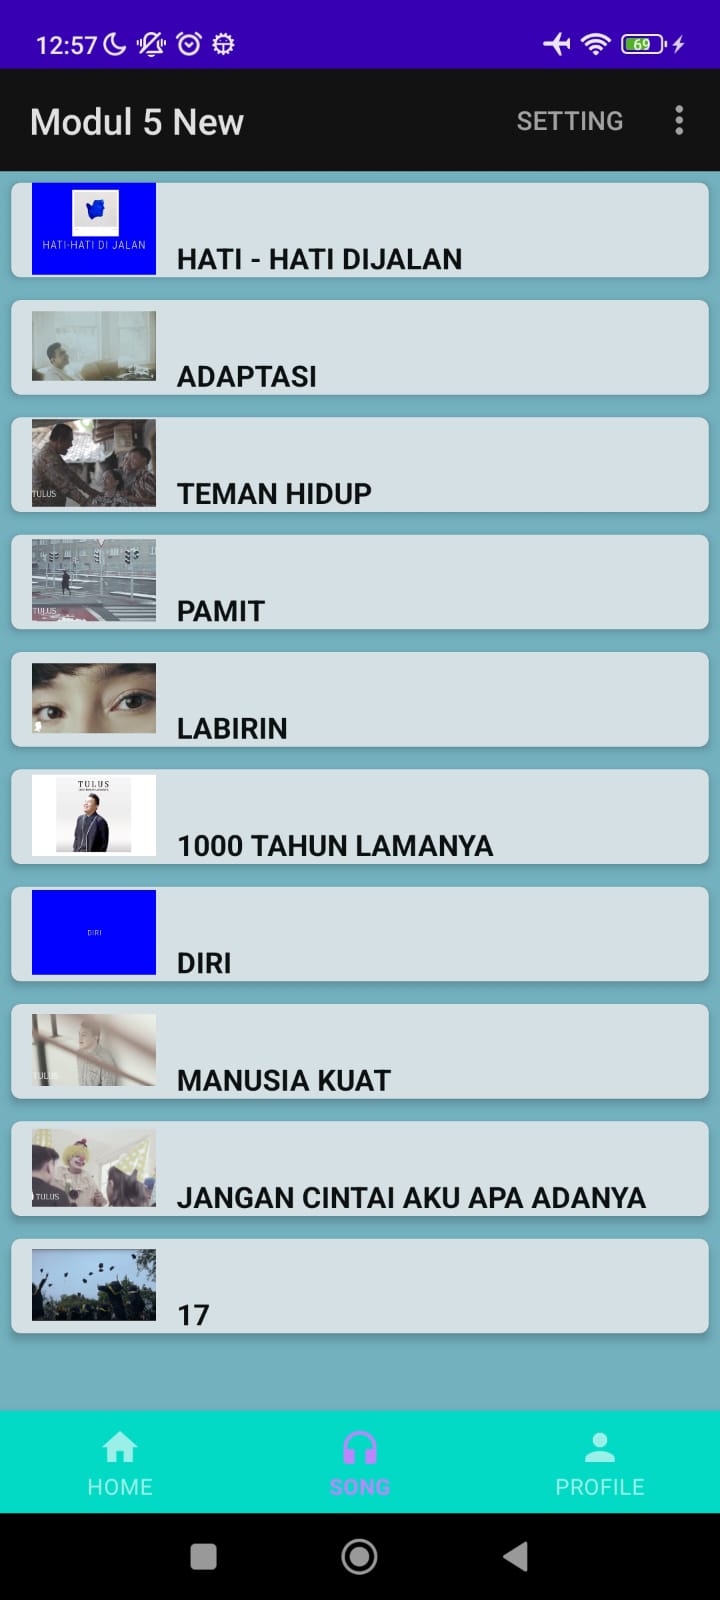 12:57
69
Modul 5 New
SETTING
HATI-HATI DI JALAN
HATI - HATI DIJALAN
ADAPTASI
TULUS
TEMAN HIDUP
TULUS
PAMIT
LABIRIN
TULUS
1000 TAHUN LAMANYA
DIRI
DIRI
TULUS
MANUSIA KUAT
TULUS
JANGAN CINTAI AKU APA ADANYA
17
HOME
SONG
PROFILE